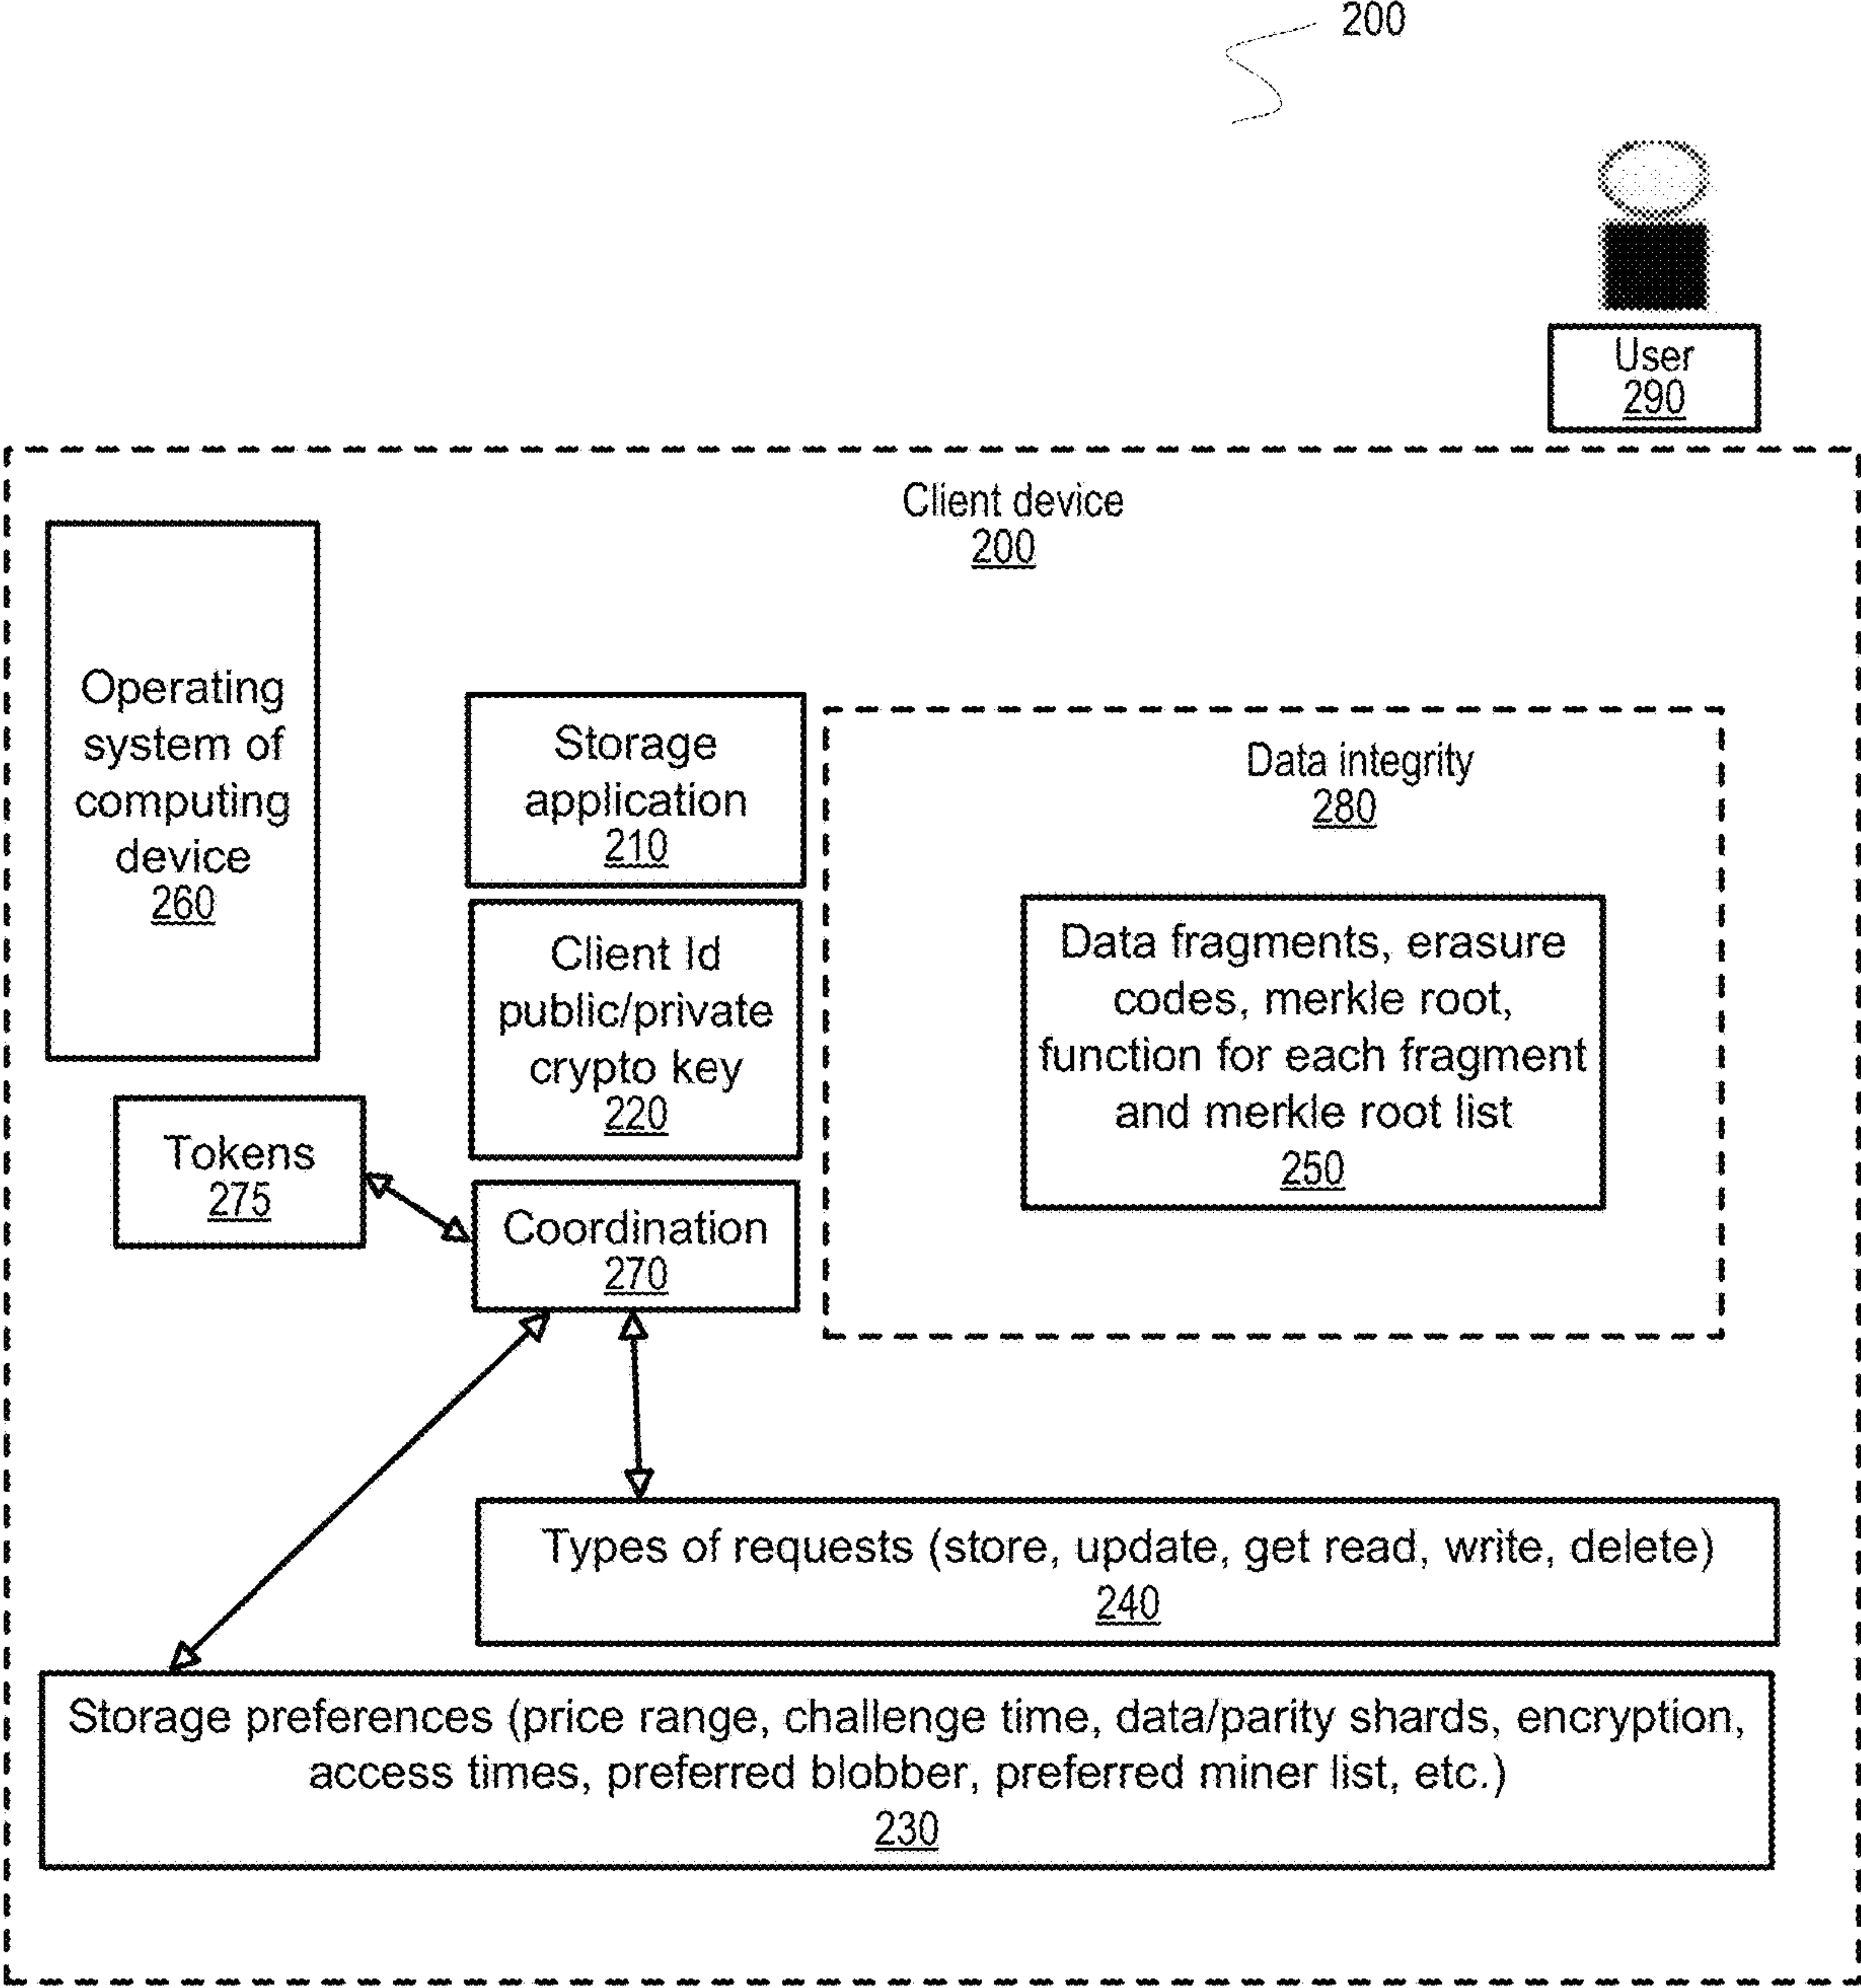 200
User
290
Client device
200
Operating
system of
computing
device
260
Storage
application
210
Data integrity
280
Client Id
public/private
crypto key
220
Data fragments, erasure
codes, merkle root,
function for each fragment
and merkle root list
250
Tokens
275
Coordination
270
Types of requests (store, update, get read, write, delete)
240
Storage preferences (price range, challenge time, data/parity shards, encryption,
access times, preferred blobber, preferred miner list, etc.)
230